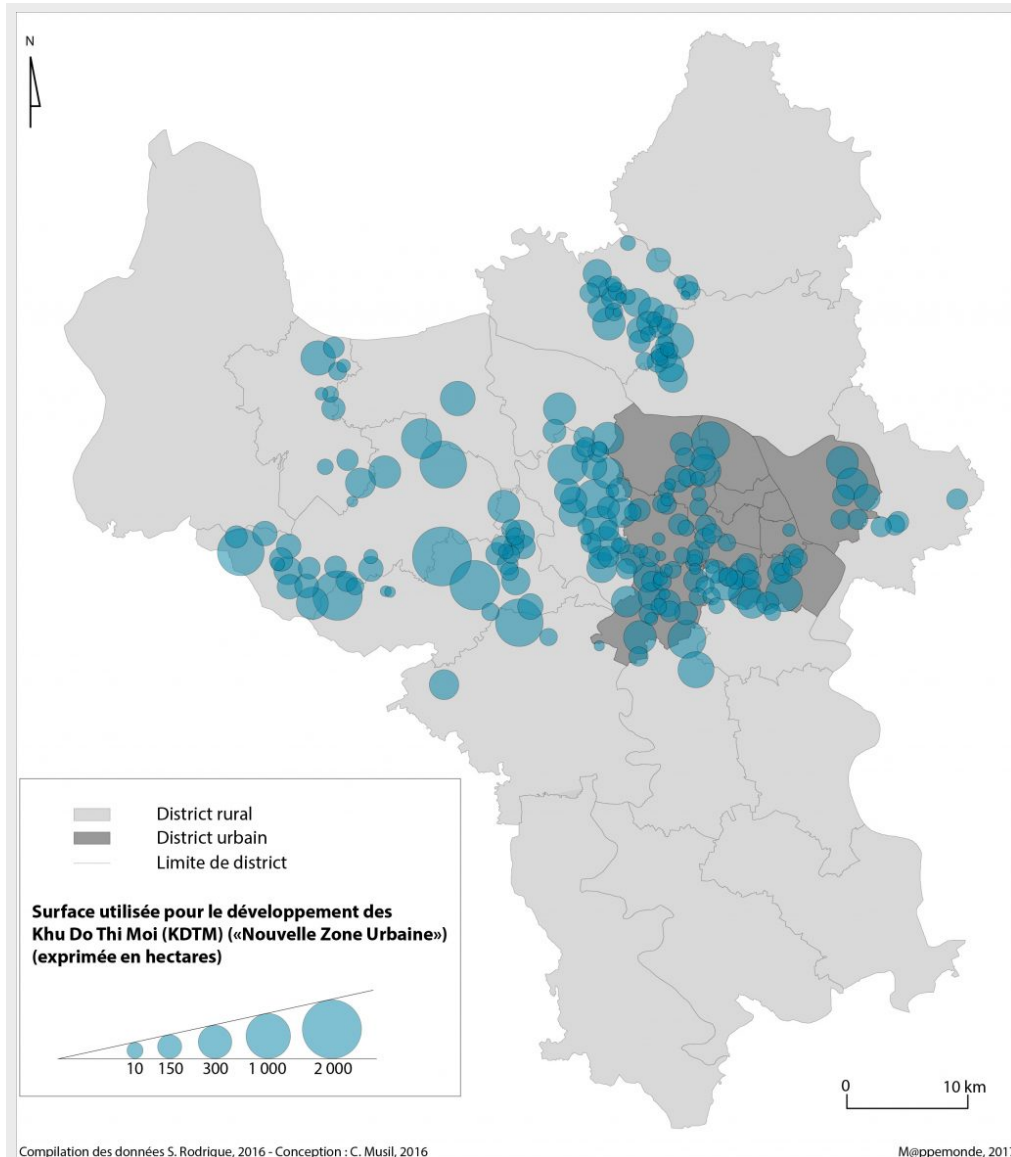 N
District rural
District urbain
Limite de district
Surface utilisée pour le développement des
Khu Do Thi Moi (KDTM) («Nouvelle Zone Urbaine»)
(exprimée en hectares)
10 150 300 1 000 2 000
0 10 km
Compilation des données S. Rodrigue, 2016 - Conception : C. Musil, 2016
M@ppemonde, 2017